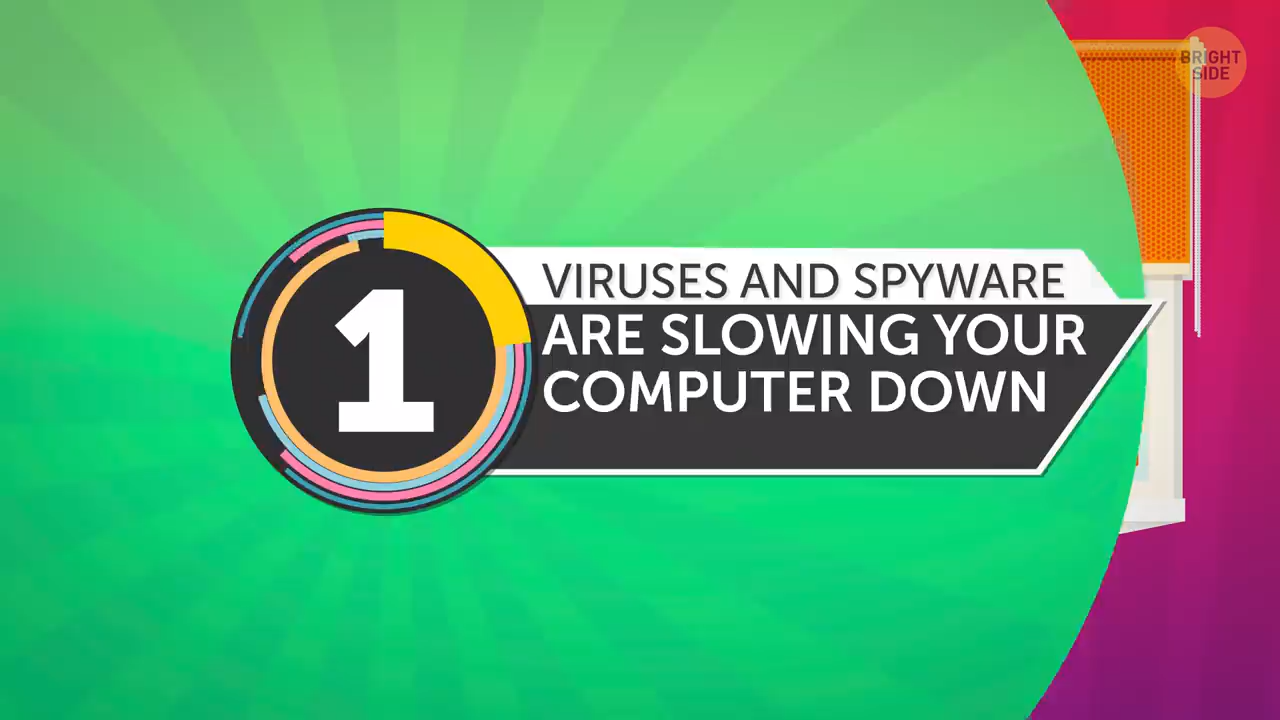 BRIGHT
SIDE
1
VIRUSES AND SPYWARE
ARE SLOWING YOUR
COMPUTER DOWN